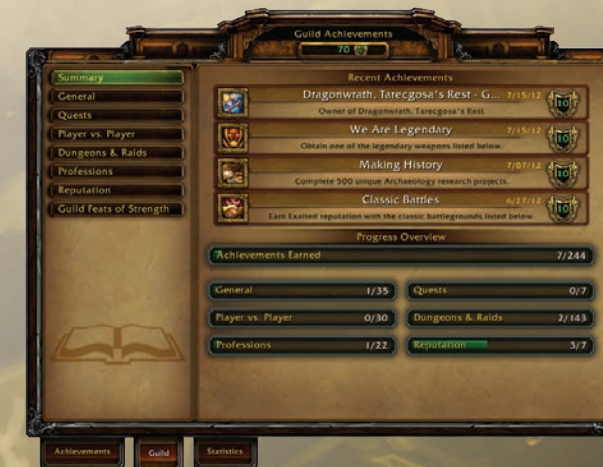 Guild Achievements
70
Summary
General
Quests
Player vs. Player
Dungeons & Raids
Professions
Reputation
Guild Feats of Strength
Recent Achievements
Dragonwrath, Tarecgosa's Rest - G... 7/15/12
Owner of Dragonwrath, Tarecgosa's Rest
10
We Are Legendary 7/15/12
Obtain one of the legendary weapons listed below.
10
Making History 7/07/12
Complete 500 unique Archaeology research projects.
10
Classic Battles 6/27/12
Earn Exalted reputation with the classic battlegrounds listed below.
10
Progress Overview
Achievements Earned 7/244
General 1/35
Quests 0/7
Player vs. Player 0/30
Dungeons & Raids 2/143
Professions 1/22
Reputation 3/7
Achievements
Guild
Statistics